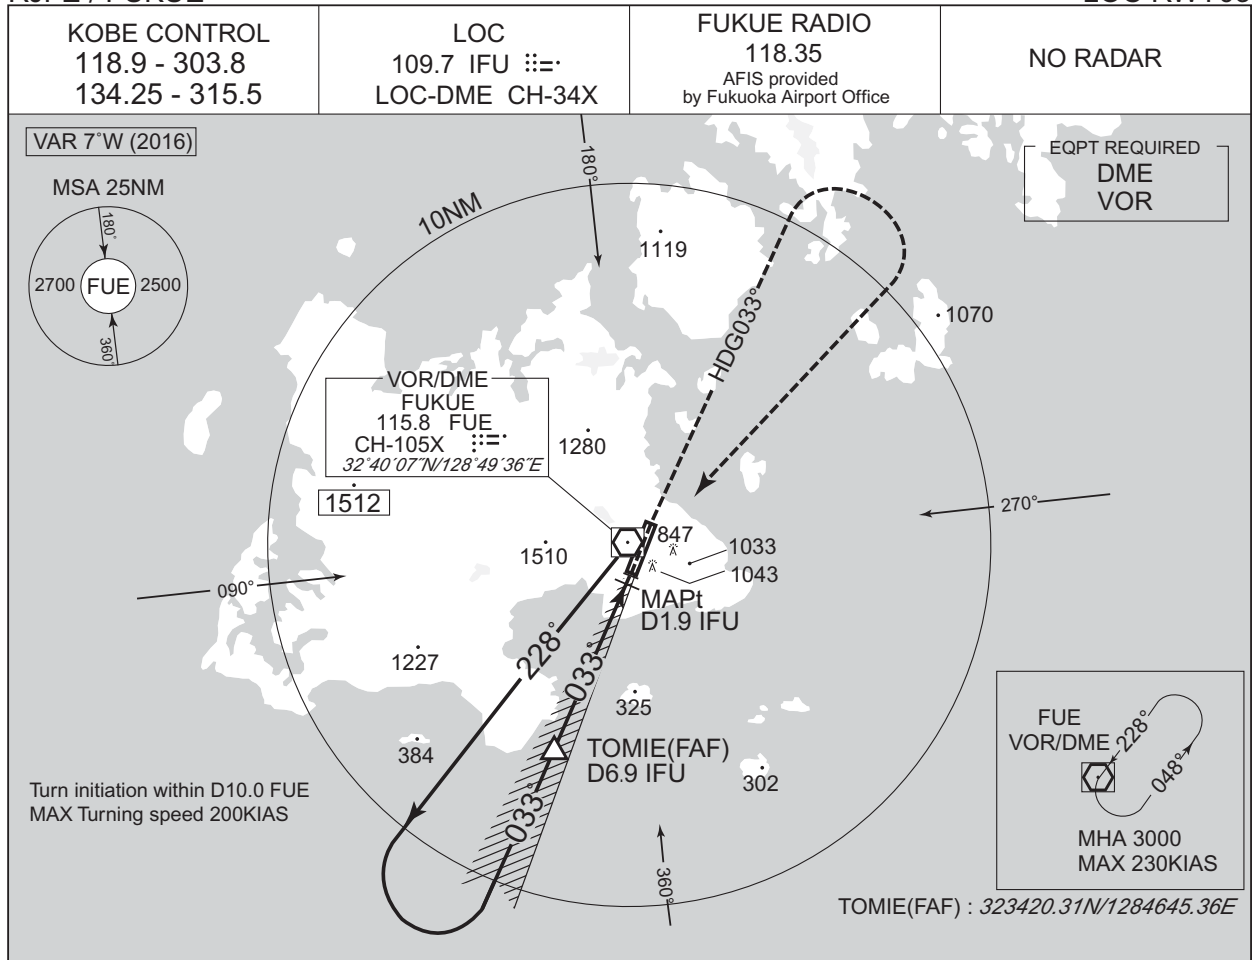 RJFE / FUKUE
KOBE CONTROL
118.9 - 303.8
134.25 - 315.5
LOC
109.7 IFU
LOC-DME CH-34X
FUKUE RADIO
118.35
AFIS provided
by Fukuoka Airport Office
NO RADAR
VAR 7°W (2016)
MSA 25NM
180°
2700 FUE 2500
360°
10NM
180°
1119
HDG033°
EQPT REQUIRED
DME
VOR
1070
VOR/DME
FUKUE
115.8 FUE
CH-105X
32°40′07″N/128°49′36″E
1280
1512
270°
1510
847
1033
1043
090°
MAPt
D1.9 IFU
228°
033°
1227
325
384
TOMIE(FAF)
D6.9 IFU
302
033°
360°
Turn initiation within D10.0 FUE
MAX Turning speed 200KIAS
FUE
VOR/DME
228°
048°
MHA 3000
MAX 230KIAS
TOMIE(FAF) : 323420.31N/1284645.36E